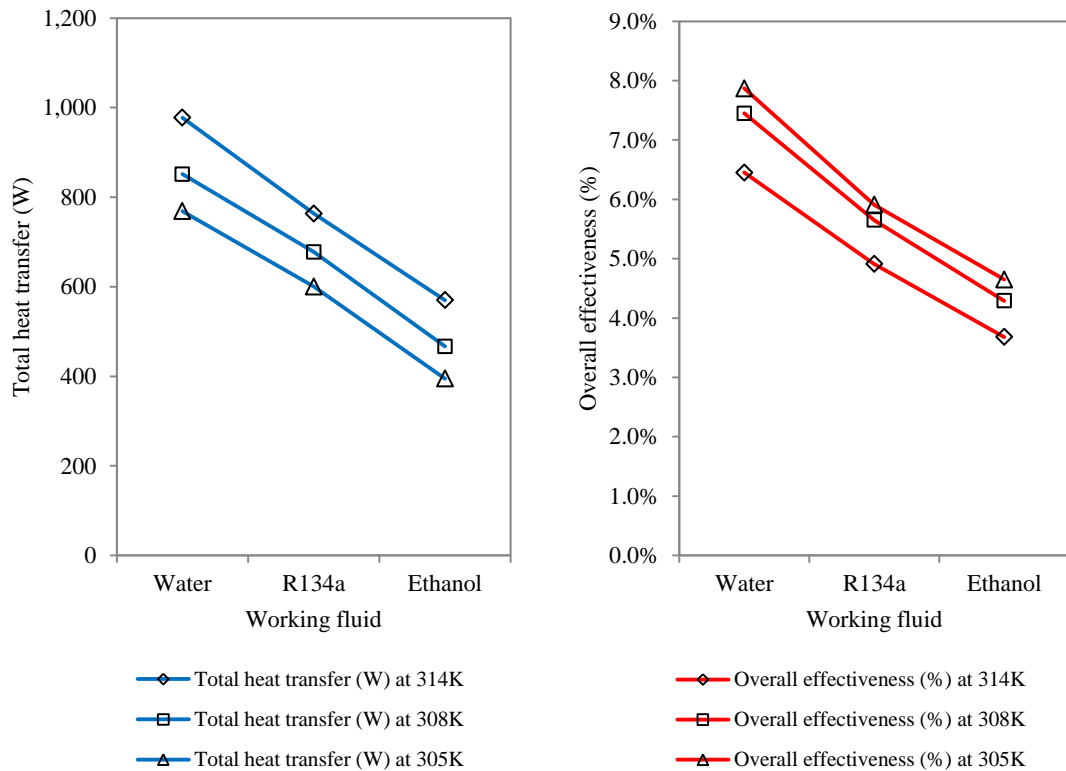 Total heat transfer (W)
1,200
1,000
800
600
400
200
0
Water
R134a
Ethanol
Working fluid
Total heat transfer (W) at 314K
Total heat transfer (W) at 308K
Total heat transfer (W) at 305K
Overall effectiveness (%)
9.0%
8.0%
7.0%
6.0%
5.0%
4.0%
3.0%
2.0%
1.0%
0.0%
Water
R134a
Ethanol
Working fluid
Overall effectiveness (%) at 314K
Overall effectiveness (%) at 308K
Overall effectiveness (%) at 305K